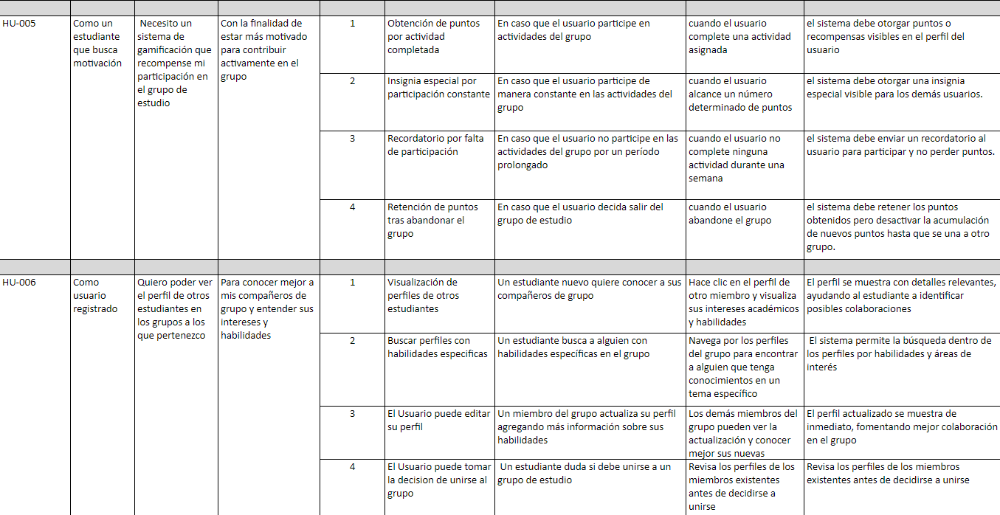 HU-005
Como un
estudiante
que busca
motivación
Necesito un
sistema de
gamificación que
recompense mi
participación en
el grupo de
estudio
Con la finalidad de
estar más motivado
para contribuir
activamente en el
grupo
1
Obtención de puntos
por actividad
completada
En caso que el usuario participe en
actividades del grupo
cuando el usuario
complete una actividad
asignada
el sistema debe otorgar puntos o
recompensas visibles en el perfil del
usuario
2
Insignia especial por
participación constante
En caso que el usuario participe de
manera constante en las actividades del
grupo
cuando el usuario
alcance un número
determinado de puntos
el sistema debe otorgar una insignia
especial visible para los demás usuarios.
3
Recordatorio por falta
de participación
En caso que el usuario no participe en las
actividades del grupo por un período
prolongado
cuando el usuario no
complete ninguna
actividad durante una
semana
el sistema debe enviar un recordatorio al
usuario para participar y no perder puntos.
4
Retención de puntos
tras abandonar el
grupo
En caso que el usuario decida salir del
grupo de estudio
cuando el usuario
abandone el grupo
el sistema debe retener los puntos
obtenidos pero desactivar la acumulación
de nuevos puntos hasta que se una a otro
grupo.
HU-006
Como
usuario
registrado
Quiero poder ver
el perfil de otros
estudiantes en
los grupos a los
que pertenezco
Para conocer mejor a
mis compañeros de
grupo y entender sus
intereses y
habilidades
1
Visualización de
perfiles de otros
estudiantes
Un estudiante nuevo quiere conocer a sus
compañeros de grupo
Hace clic en el perfil de
otro miembro y visualiza
sus intereses académicos
y habilidades
El perfil se muestra con detalles relevantes,
ayudando al estudiante a identificar
posibles colaboraciones
2
Buscar perfiles con
habilidades especificas
Un estudiante busca a alguien con
habilidades específicas en el grupo
Navega por los perfiles
del grupo para encontrar
a alguien que tenga
conocimientos en un
tema específico
El sistema permite la búsqueda dentro de
los perfiles por habilidades y áreas de
interés
3
El Usuario puede editar
su perfil
Un miembro del grupo actualiza su perfil
agregando más información sobre sus
habilidades
Los demás miembros del
grupo pueden ver la
actualización y conocer
mejor sus nuevas
El perfil actualizado se muestra de
inmediato, fomentando mejor colaboración
en el grupo
4
El Usuario puede tomar
la decision de unirse al
grupo
Un estudiante duda si debe unirse a un
grupo de estudio
Revisa los perfiles de los
miembros existentes
antes de decidirse a
unirse
Revisa los perfiles de los miembros
existentes antes de decidirse a unirse